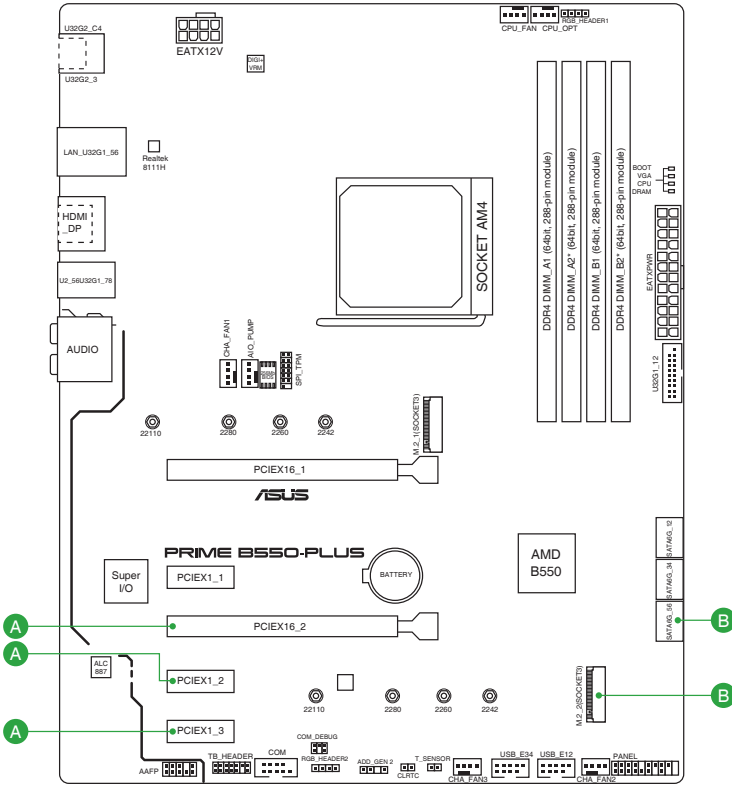 U32G2_C4
U32G2_3
EATX12V
DIGI+
VRM
CPU_FAN
CPU_OPT
RGB_HEADER1
LAN_U32G1_56
Realtek
8111H
HDMI
_DP
U2_56
U32G1_78
AUDIO
SOCKET AM4
DDR4 DIMM_A1 (64bit, 288-pin module)
DDR4 DIMM_A2* (64bit, 288-pin module)
DDR4 DIMM_B1 (64bit, 288-pin module)
DDR4 DIMM_B2* (64bit, 288-pin module)
BOOT
VGA
CPU
DRAM
EATXPWR
U32G1_12
CHA_FAN1
AIO_PUMP
BIOS
SPI_TPM
M.2_1(SOCKET3)
22110
2280
2260
2242
PCIEX16_1
ASUS
PRIME B550-PLUS
Super
I/O
PCIEX1_1
BATTERY
AMD
B550
SATA6G_12
SATA6G_34
SATA6G_56
A
PCIEX16_2
B
A
ALC
887
PCIEX1_2
22110
2280
2260
2242
M.2_2(SOCKET3)
B
A
PCIEX1_3
AAFP
TB_HEADER
COM
COM_DEBUG
RGB_HEADER2
ADD_GEN 2
CLRTC
T_SENSOR
CHA_FAN3
USB_E34
USB_E12
CHA_FAN2
PANEL